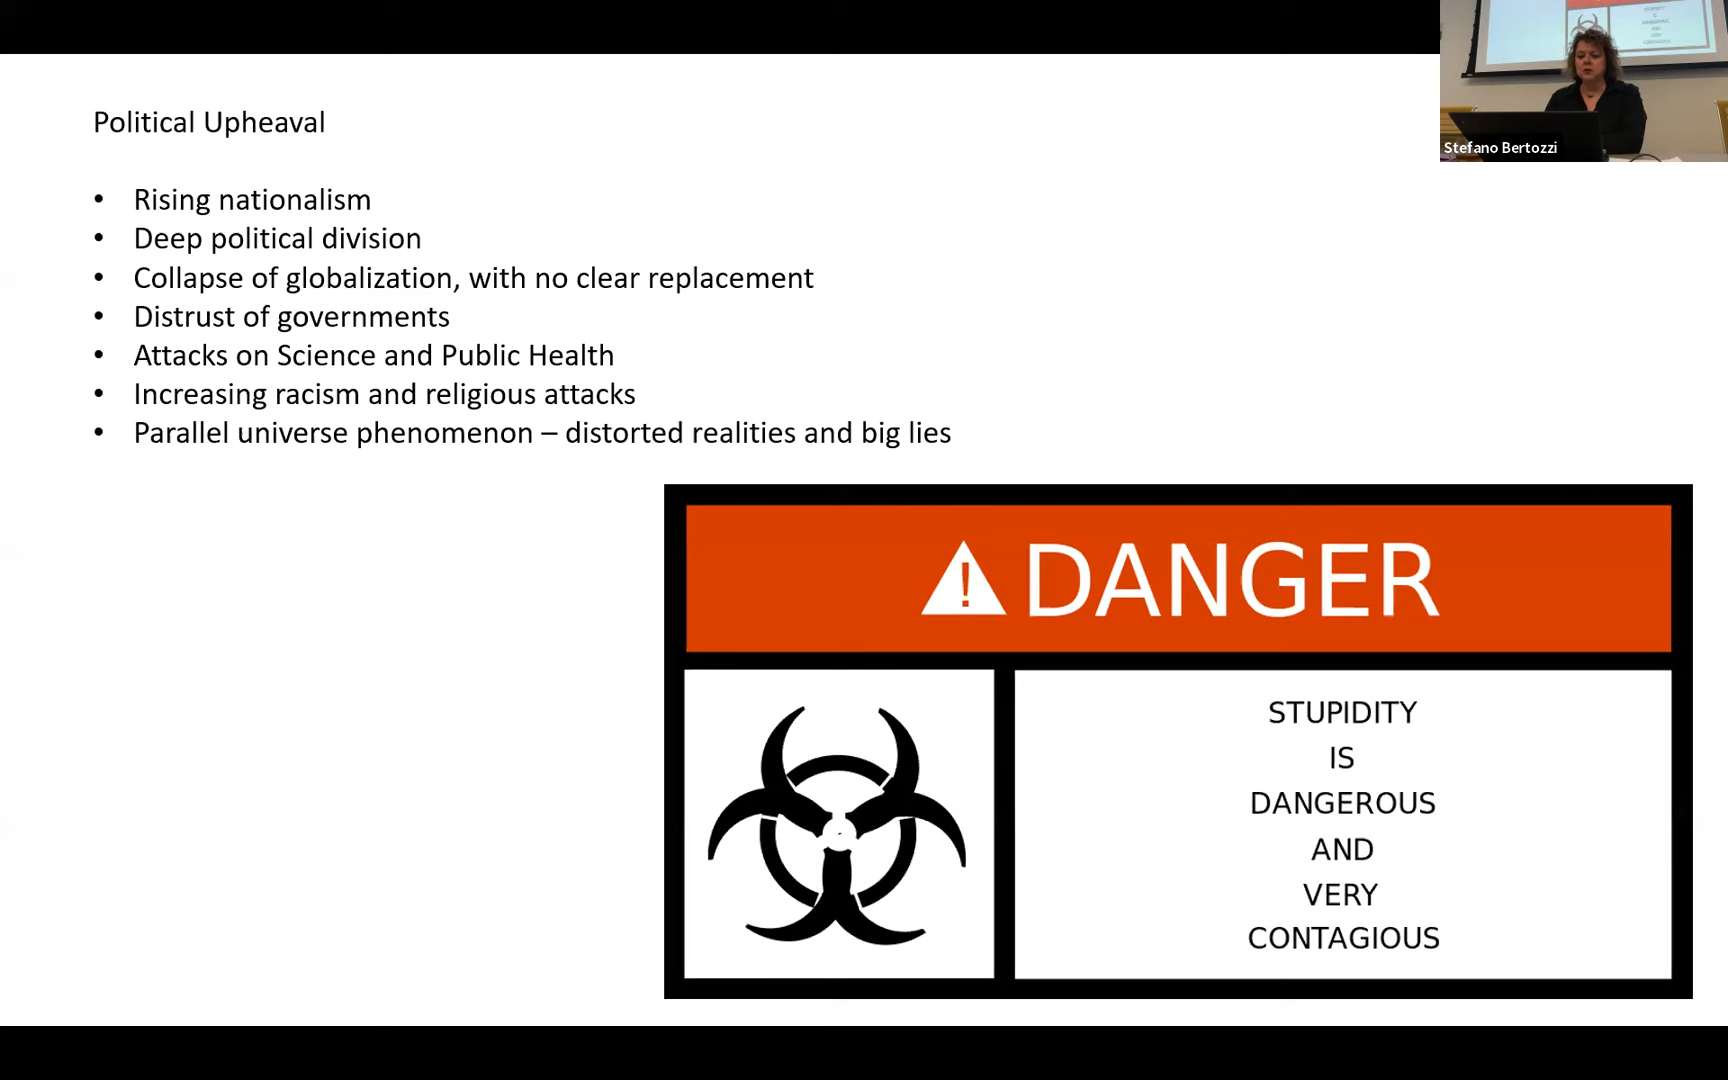 Political Upheaval
• Rising nationalism
• Deep political division
• Collapse of globalization, with no clear replacement
• Distrust of governments
• Attacks on Science and Public Health
• Increasing racism and religious attacks
• Parallel universe phenomenon – distorted realities and big lies
Stefano Bertozzi
! DANGER
STUPIDITY
IS
DANGEROUS
AND
VERY
CONTAGIOUS